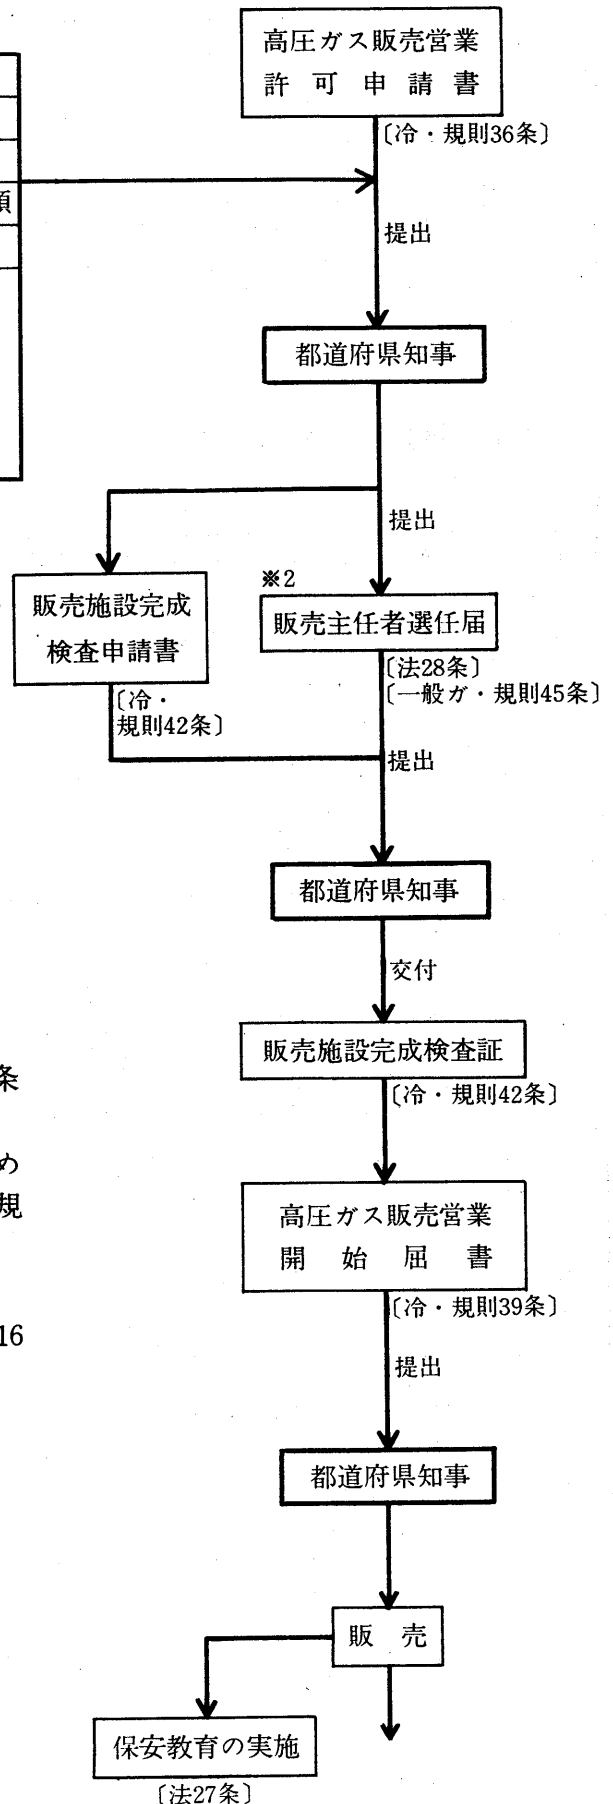 高圧ガス販売営業
許可申請書
〔冷・規則36条〕
項
提出
都道府県知事
提出
※2
販売施設完成
検査申請書
販売主任者選任届
〔法28条〕
〔一般ガ・規則45条〕
〔冷・
規則42条〕
提出
都道府県知事
交付
販売施設完成検査証
条
〔冷・規則42条〕
め
規
高圧ガス販売営業
開始届書
〔冷・規則39条〕
16
提出
都道府県知事
販売
保安教育の実施
〔法27条〕